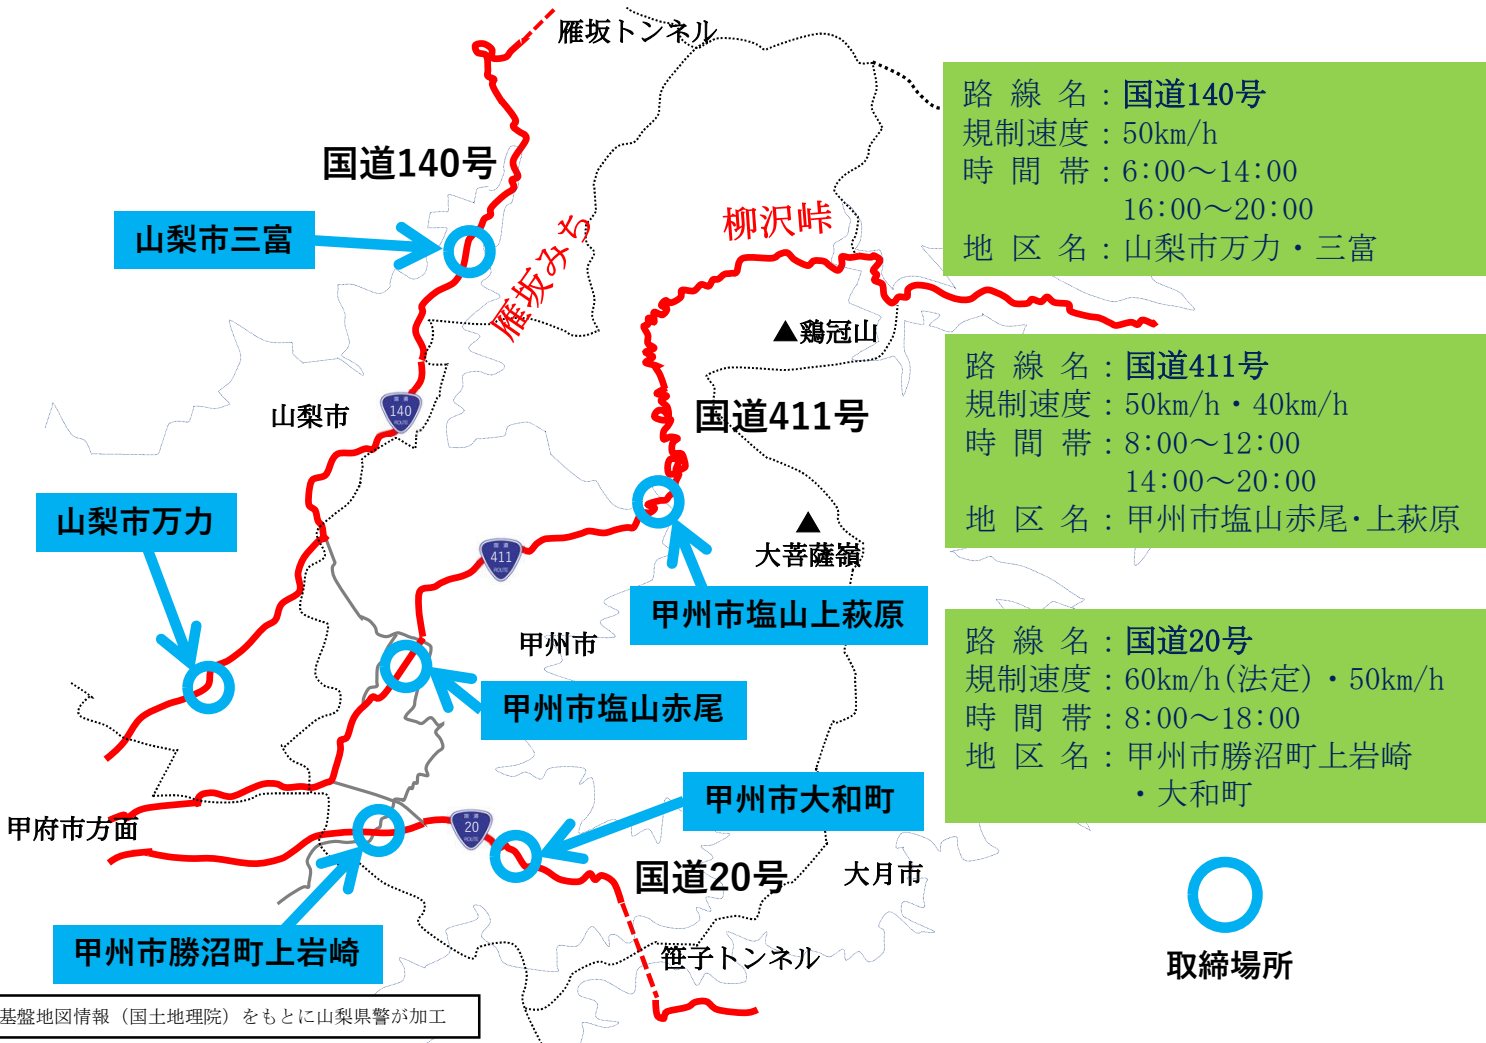 雁坂トンネル
国道140号
山梨市三富
雁坂みち
柳沢峠
▲鶏冠山
山梨市
国道
140
ROUTE
国道411号
山梨市万力
国道
411
ROUTE
▲
大菩薩嶺
甲州市塩山上萩原
甲州市
甲州市塩山赤尾
甲州市大和町
甲府市方面
国道
20
ROUTE
国道20号
大月市
甲州市勝沼町上岩崎
笹子トンネル
基盤地図情報（国土地理院）をもとに山梨県警が加工
路線名：国道140号
規制速度：50km/h
時間帯：6:00～14:00
16:00～20:00
地区名：山梨市万力・三富
路線名：国道411号
規制速度：50km/h・40km/h
時間帯：8:00～12:00
14:00～20:00
地区名：甲州市塩山赤尾・上萩原
路線名：国道20号
規制速度：60km/h(法定)・50km/h
時間帯：8:00～18:00
地区名：甲州市勝沼町上岩崎
・大和町
取締場所